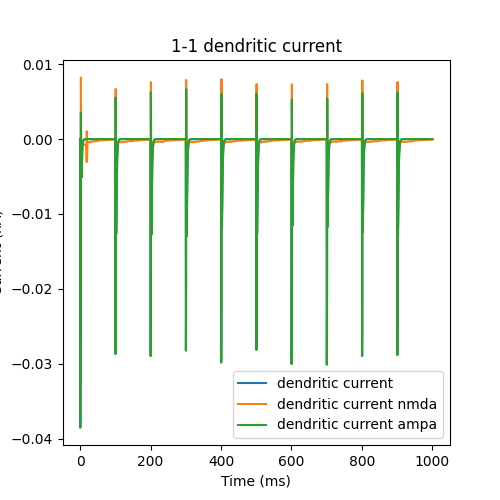 1-1 dendritic current
0.01
0.00
−0.01
−0.02
−0.03
−0.04
0
200
400
600
800
1000
Time (ms)
dendritic current
dendritic current nmda
dendritic current ampa